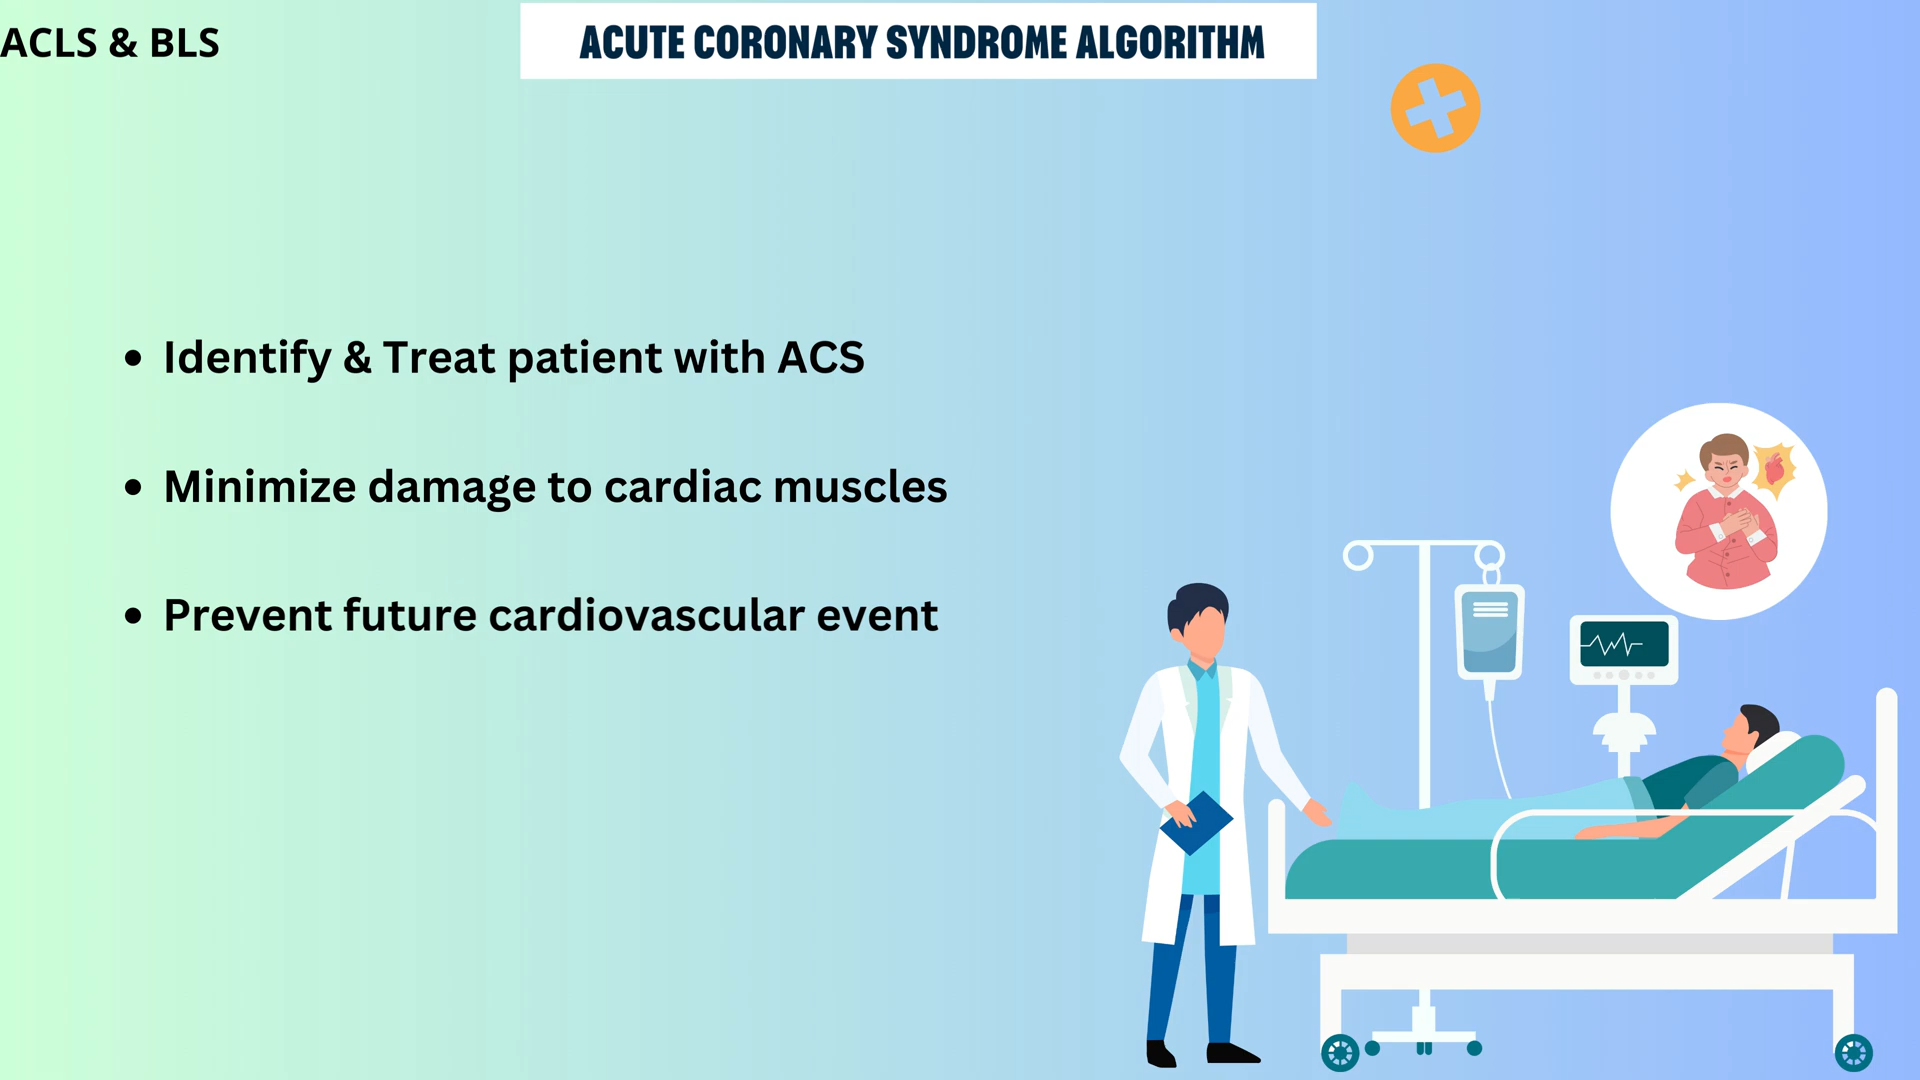 ACLS & BLS
ACUTE CORONARY SYNDROME ALGORITHM
• Identify & Treat patient with ACS
• Minimize damage to cardiac muscles
• Prevent future cardiovascular event